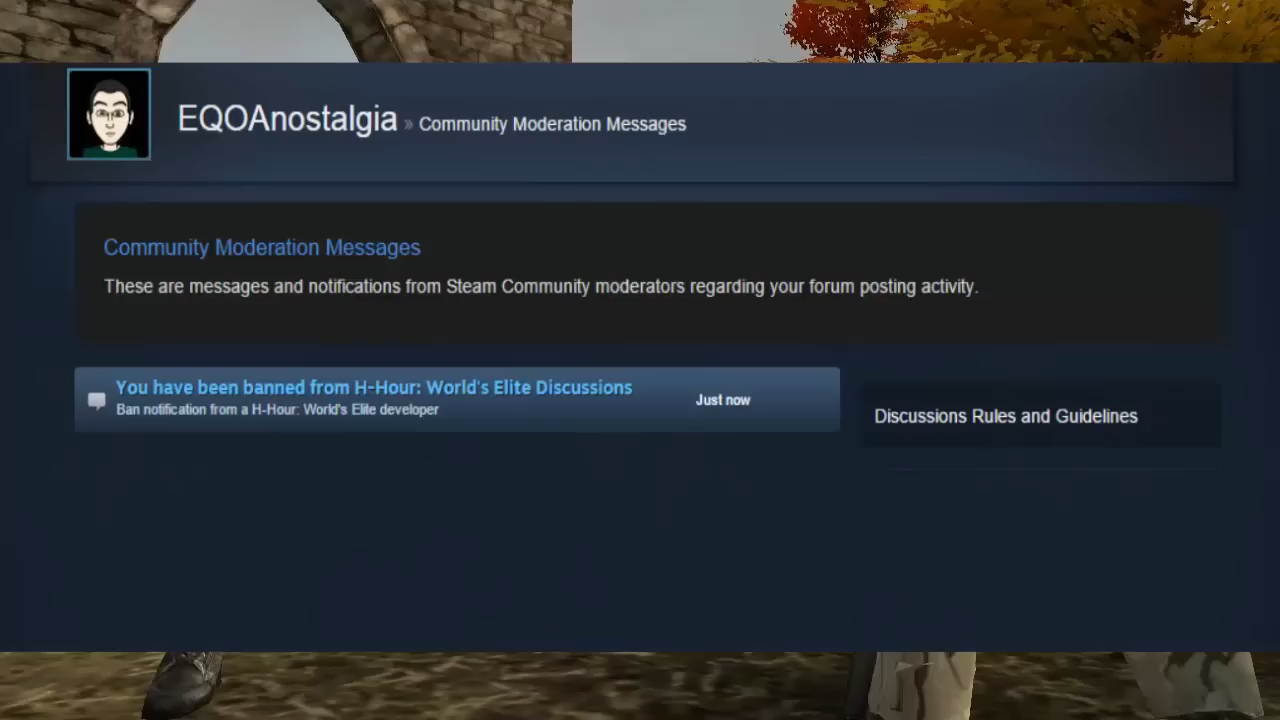 EQOAnostalgia » Community Moderation Messages
Community Moderation Messages
These are messages and notifications from Steam Community moderators regarding your forum posting activity.
You have been banned from H-Hour: World's Elite Discussions
Ban notification from a H-Hour: World's Elite developer
Just now
Discussions Rules and Guidelines